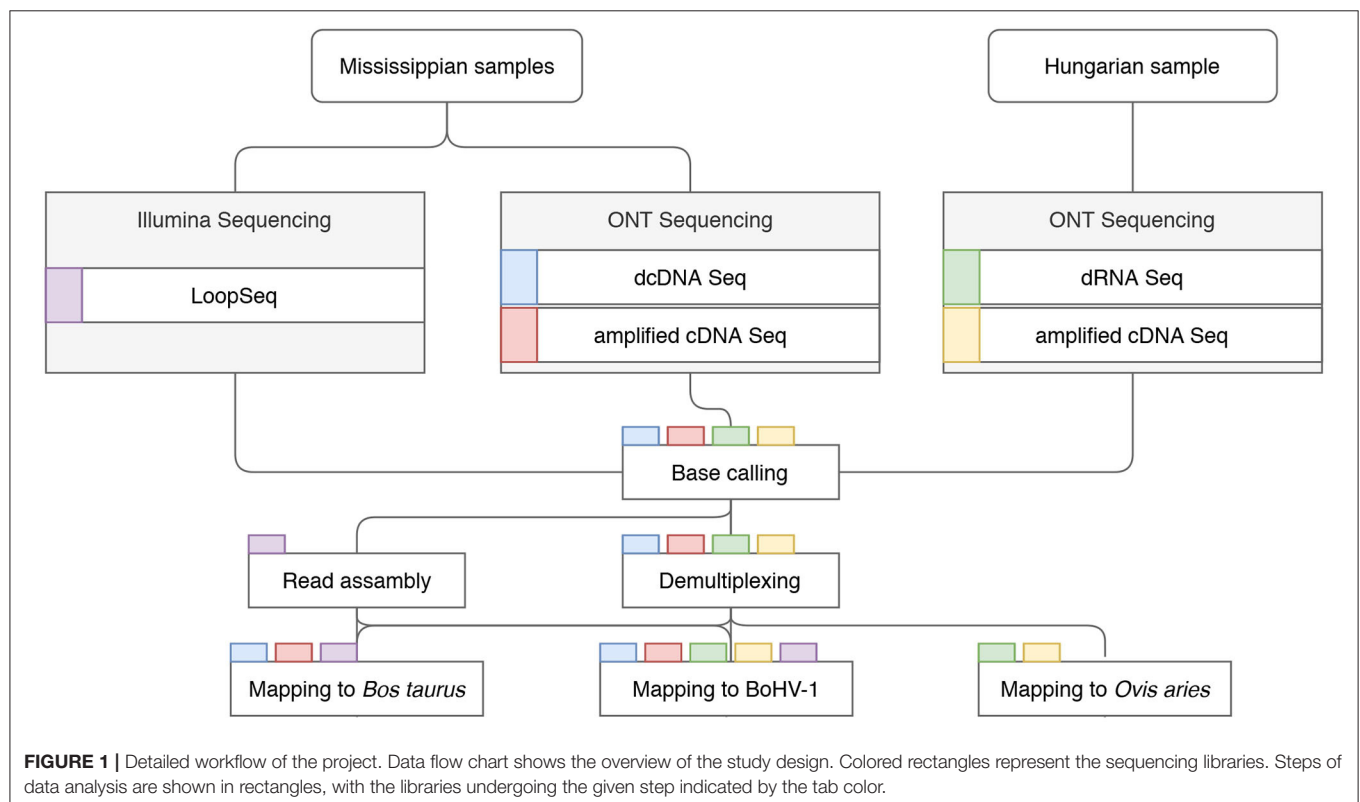 Mississippian samples
Hungarian sample
Illumina Sequencing
LoopSeq
ONT Sequencing
dcDNA Seq
amplified cDNA Seq
ONT Sequencing
dRNA Seq
amplified cDNA Seq
Base calling
Read assambly
Demultiplexing
Mapping to Bos taurus
Mapping to BoHV-1
Mapping to Ovis aries
FIGURE 1 | Detailed workflow of the project. Data flow chart shows the overview of the study design. Colored rectangles represent the sequencing libraries. Steps of
data analysis are shown in rectangles, with the libraries undergoing the given step indicated by the tab color.